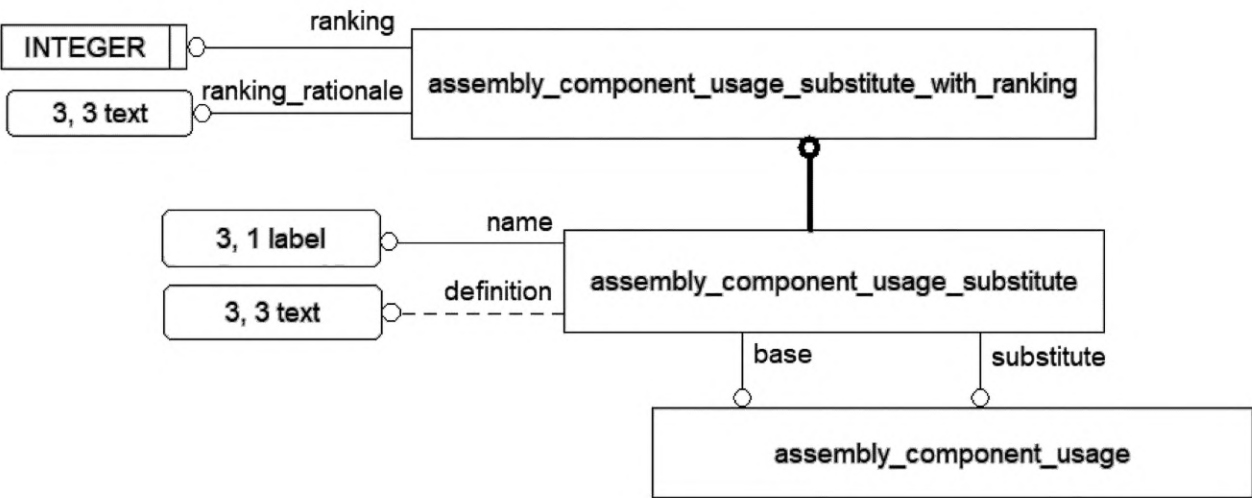 ranking
INTEGER
assembly_component_usage_substitute_with_ranking
ranking_rationale
3, 3 text
name
3, 1 label
assembly_component_usage_substitute
definition
3, 3 text
base
substitute
assembly_component_usage